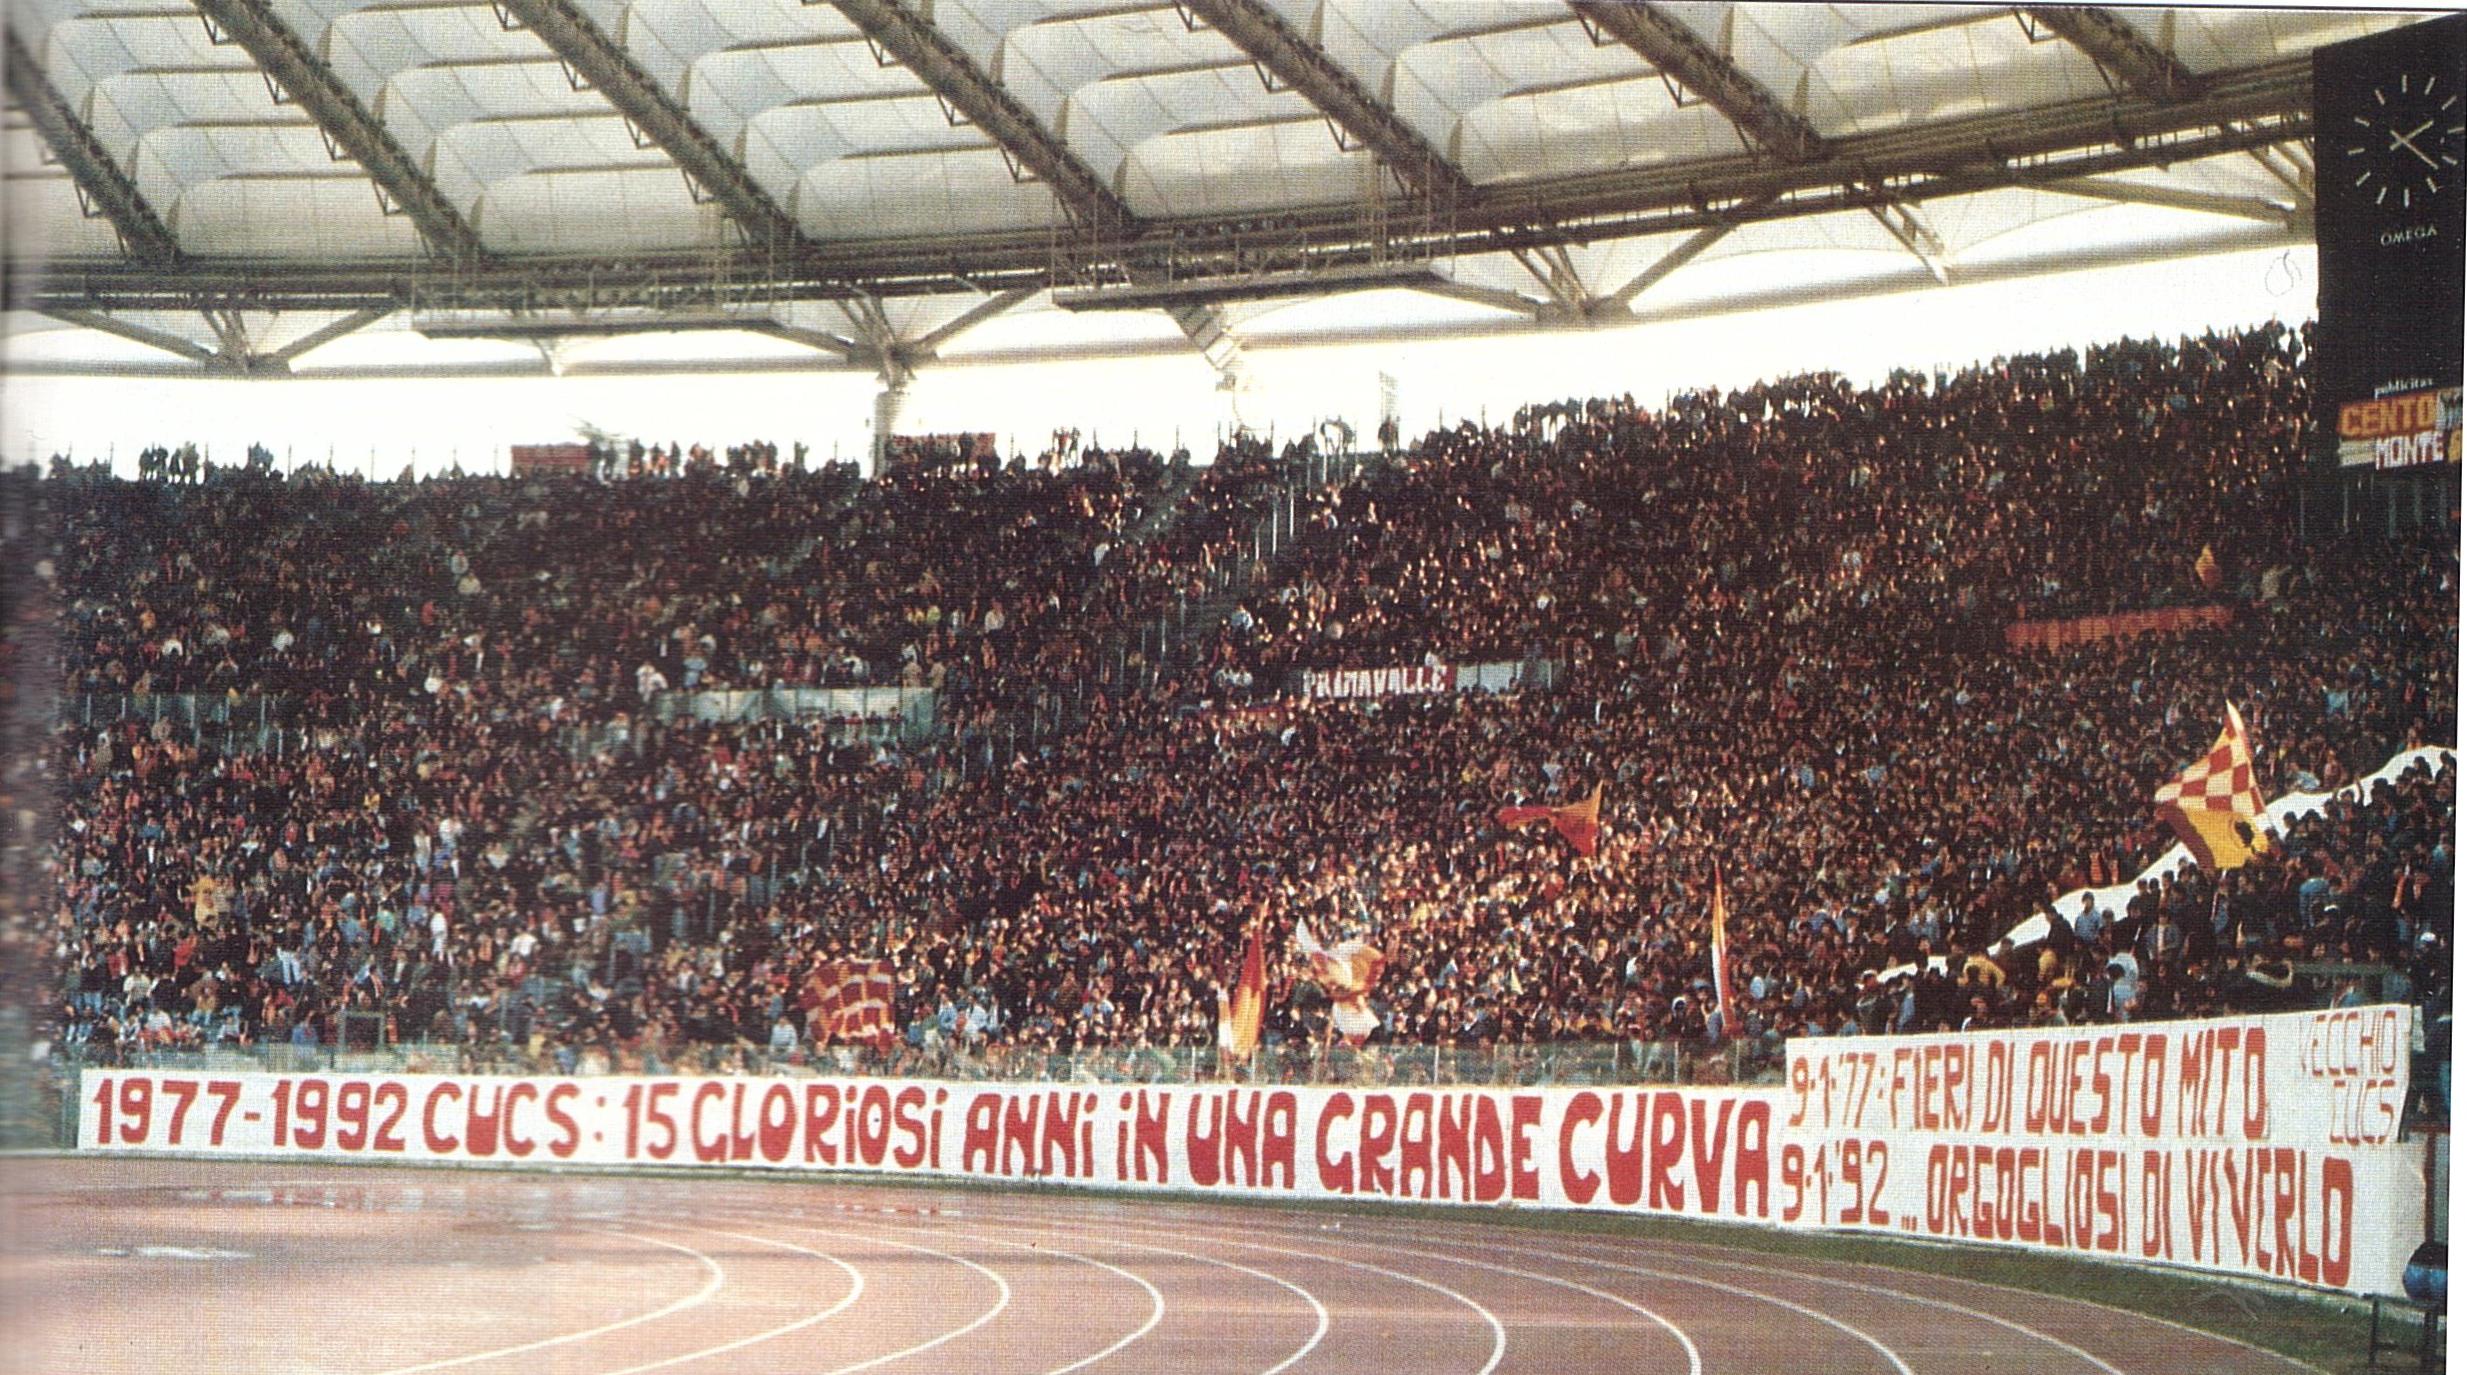 OMEGA
publicitas
CENTO
MONTE
PRIMAVALLE
1977-1992 CUCS: 15 GLORiOSi ANNi iN UNA GRANDE CURVA
9-1-'77: FIERI DI QUESTO MITO
9-1-'92 ... ORGOGLIOSI DI VIVERLO
VECCHIO
CUCS